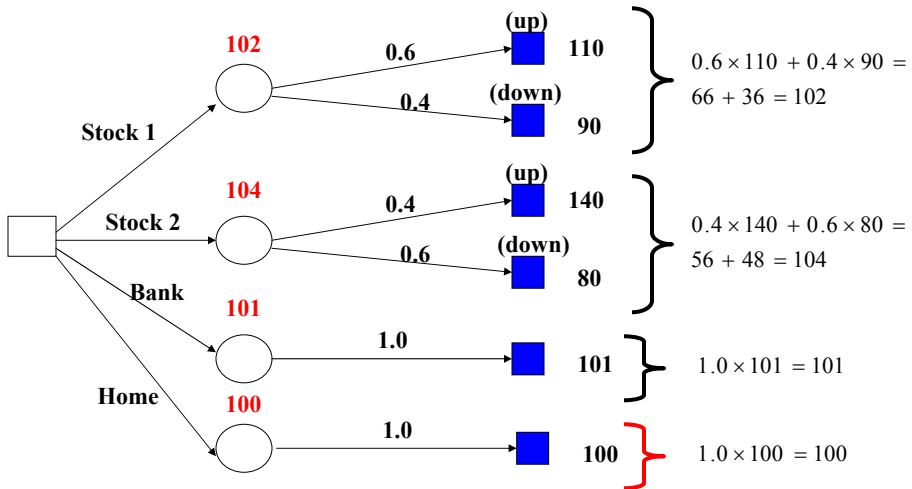 (up)
102
0.6
110
0.6 × 110 + 0.4 × 90 =
66 + 36 = 102
(down)
0.4
90
Stock 1
(up)
104
0.4
140
Stock 2
0.4 × 140 + 0.6 × 80 =
56 + 48 = 104
(down)
0.6
80
Bank
101
1.0
101
1.0 × 101 = 101
Home
100
1.0
100
1.0 × 100 = 100